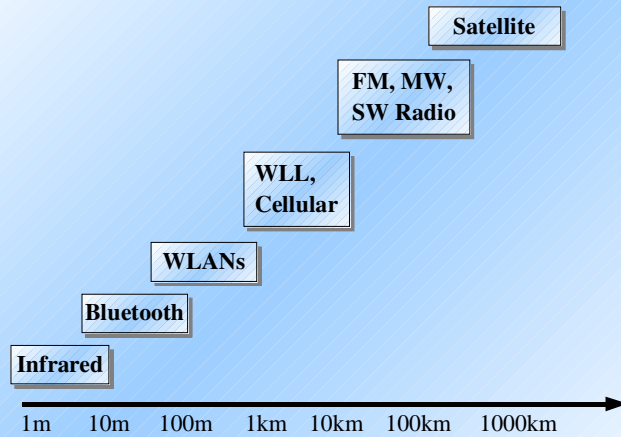 Satellite
FM, MW,
SW Radio
WLL,
Cellular
WLANs
Bluetooth
Infrared
1m 10m 100m 1km 10km 100km 1000km